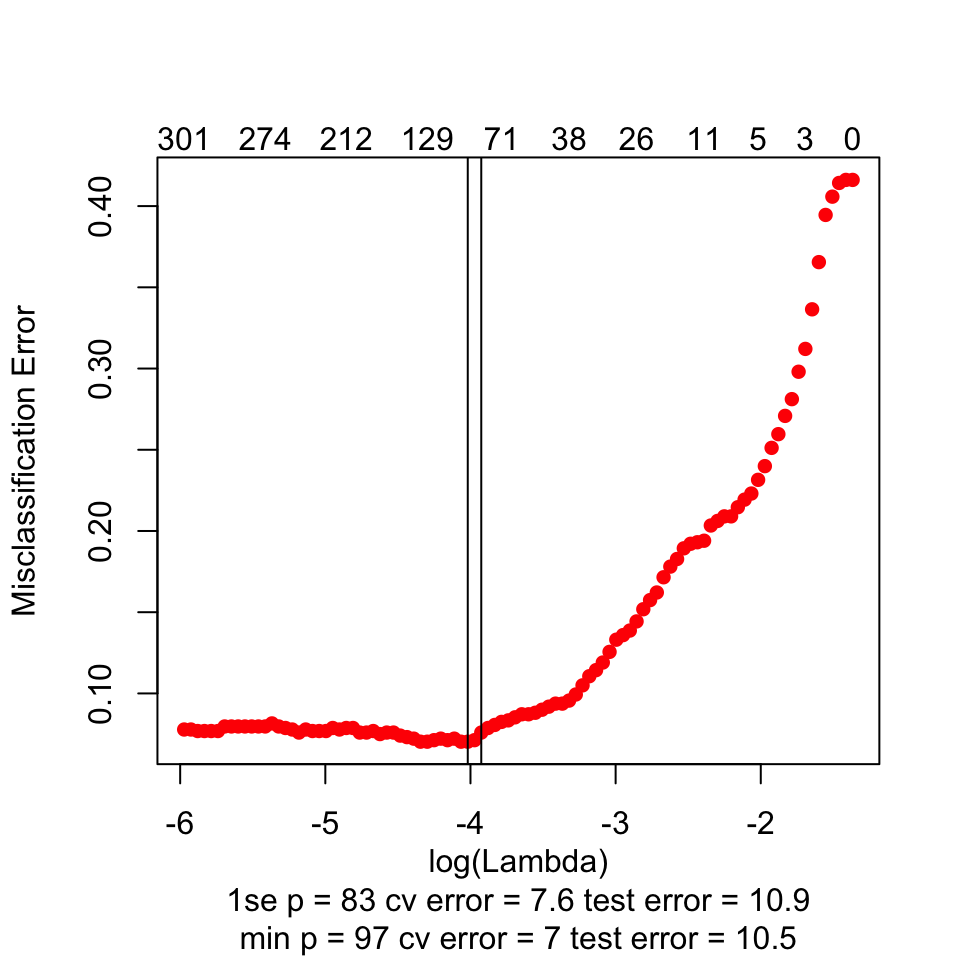 301 274 212 129 71 38 26 11 5 3 0
0.40
0.30
0.20
0.10
Misclassification Error
-6 -5 -4 -3 -2
log(Lambda)
1se p = 83 cv error = 7.6 test error = 10.9
min p = 97 cv error = 7 test error = 10.5